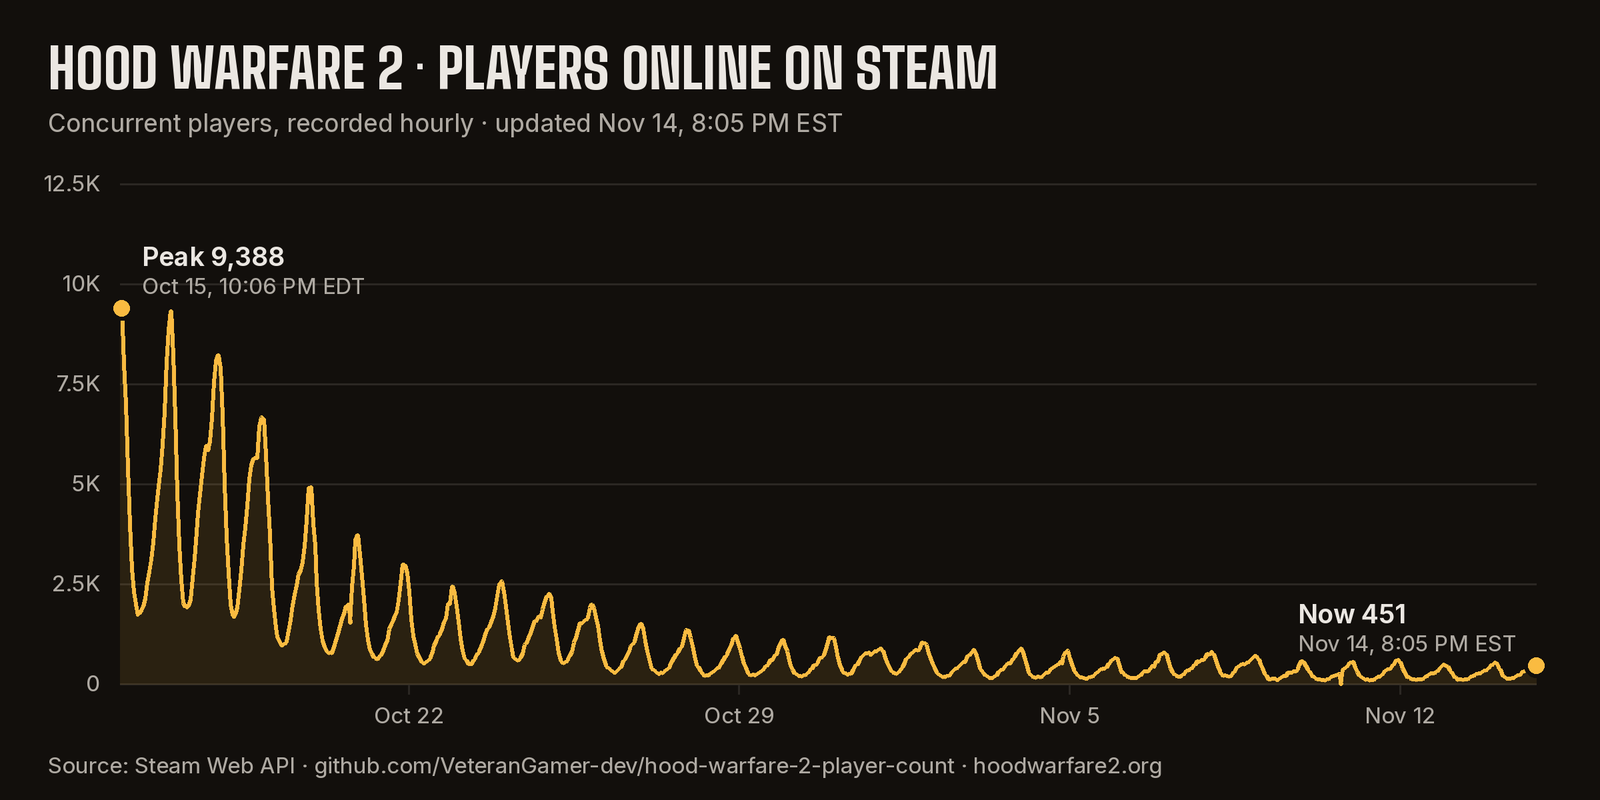 HOOD WARFARE 2 · PLAYERS ONLINE ON STEAM
Concurrent players, recorded hourly · updated Nov 14, 8:05 PM EST
12.5K
Peak 9,388
10K
Oct 15, 10:06 PM EDT
7.5K
5K
2.5K
Now 451
Nov 14, 8:05 PM EST
0
Oct 22
Oct 29
Nov 5
Nov 12
Source: Steam Web API · github.com/VeteranGamer-dev/hood-warfare-2-player-count · hoodwarfare2.org